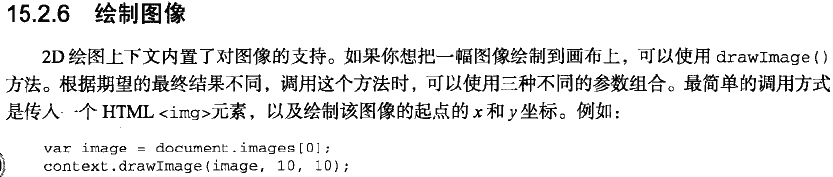 15.2.6 绘制图像
2D 绘图上下文内置了对图像的支持。如果你想把一幅图像绘制到画布上，可以使用 drawImage()
方法。根据期望的最终结果不同，调用这个方法时，可以使用三种不同的参数组合。最简单的调用方式
是传入一个 HTML <img>元素，以及绘制该图像的起点的 x 和 y 坐标。例如：
var image = document.images[0];
context.drawImage(image, 10, 10);